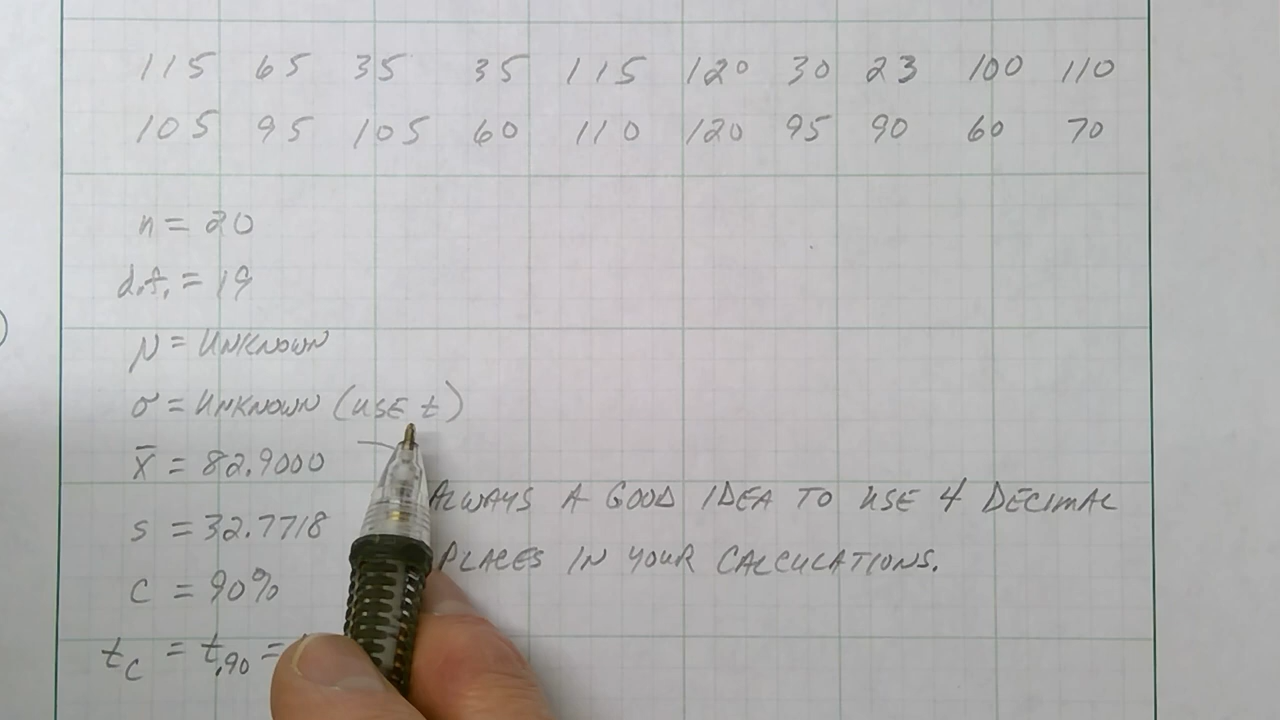 115 65 35 35 115 120 30 23 100 110
105 95 105 60 110 120 95 90 60 70
n = 20
d.f. = 19
μ = UNKNOWN
σ = UNKNOWN (USE t)
x̄ = 82.9000
ALWAYS A GOOD IDEA TO USE 4 DECIMAL
s = 32.7718
PLACES IN YOUR CALCULATIONS.
C = 90%
tC = t.90 =